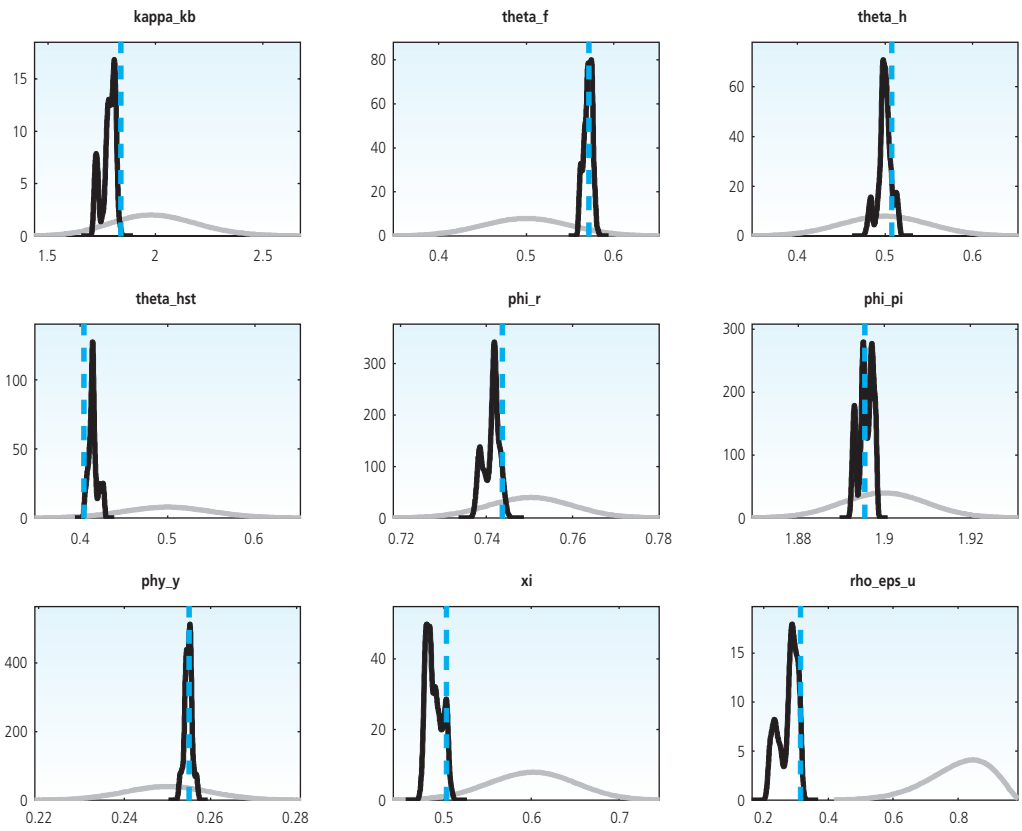 kappa_kb theta_f theta_h
15 80 60
10 60 40
5 40 20
0 20 0
0
1.5 2 2.5 0.4 0.5 0.6 0.4 0.5 0.6
theta_hst phi_r phi_pi
100 300 300
50 200 200
0 100 100
0 0
0.4 0.5 0.6 0.72 0.74 0.76 0.78 1.88 1.9 1.92
phy_y xi rho_eps_u
400 40 15
200 20 10
0 0 5
0
0.22 0.24 0.26 0.28 0.5 0.6 0.7 0.2 0.4 0.6 0.8